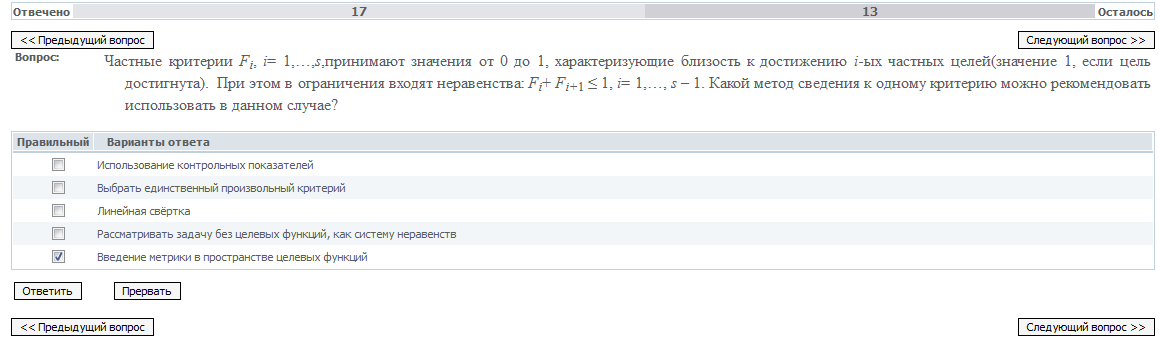 Отвечено 17 13 Осталось
<< Предыдущий вопрос Следующий вопрос >>
Вопрос: Частные критерии Fi, i= 1,…,s,принимают значения от 0 до 1, характеризующие близость к достижению i-ых частных целей(значение 1, если цель
достигнута). При этом в ограничения входят неравенства: Fi+ Fi+1 ≤ 1, i= 1,…, s – 1. Какой метод сведения к одному критерию можно рекомендовать
использовать в данном случае?
Правильный Варианты ответа
Использование контрольных показателей
Выбрать единственный произвольный критерий
Линейная свёртка
Рассматривать задачу без целевых функций, как систему неравенств
Введение метрики в пространстве целевых функций
Ответить Прервать
<< Предыдущий вопрос Следующий вопрос >>